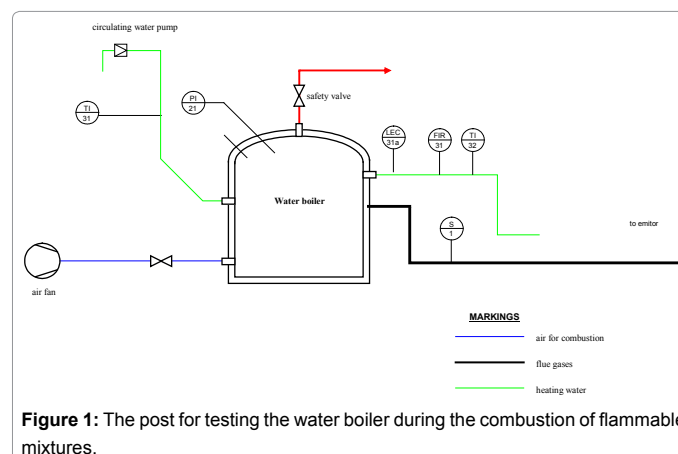 circulating water pump
TI
31
PI
21
safety valve
LEC
31a
FIR
31
TI
32
Water boiler
S
1
to emitor
air fan
MARKINGS
air for combustion
flue gases
heating water
Figure 1: The post for testing the water boiler during the combustion of flammable
mixtures.